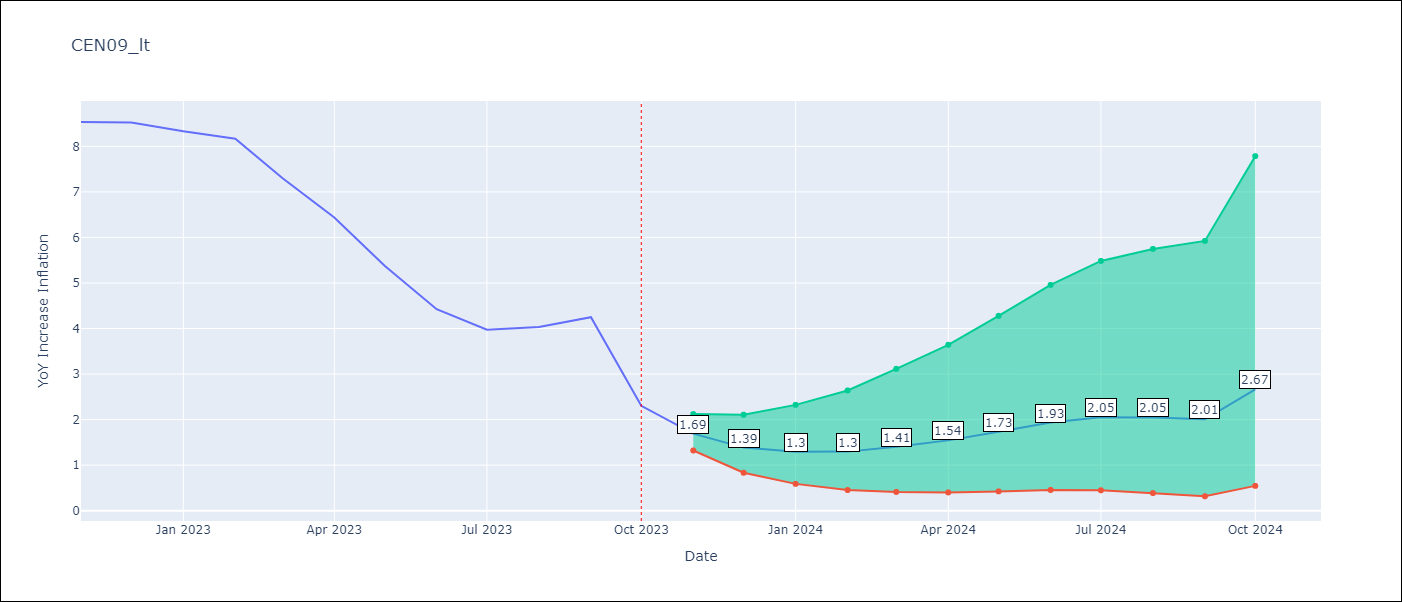 CEN09_lt
YoY Increase Inflation
8
7
6
5
4
3
2
1
0
1.69
1.39
1.3
1.3
1.41
1.54
1.73
1.93
2.05
2.05
2.01
2.67
Jan 2023
Apr 2023
Jul 2023
Oct 2023
Jan 2024
Apr 2024
Jul 2024
Oct 2024
Date